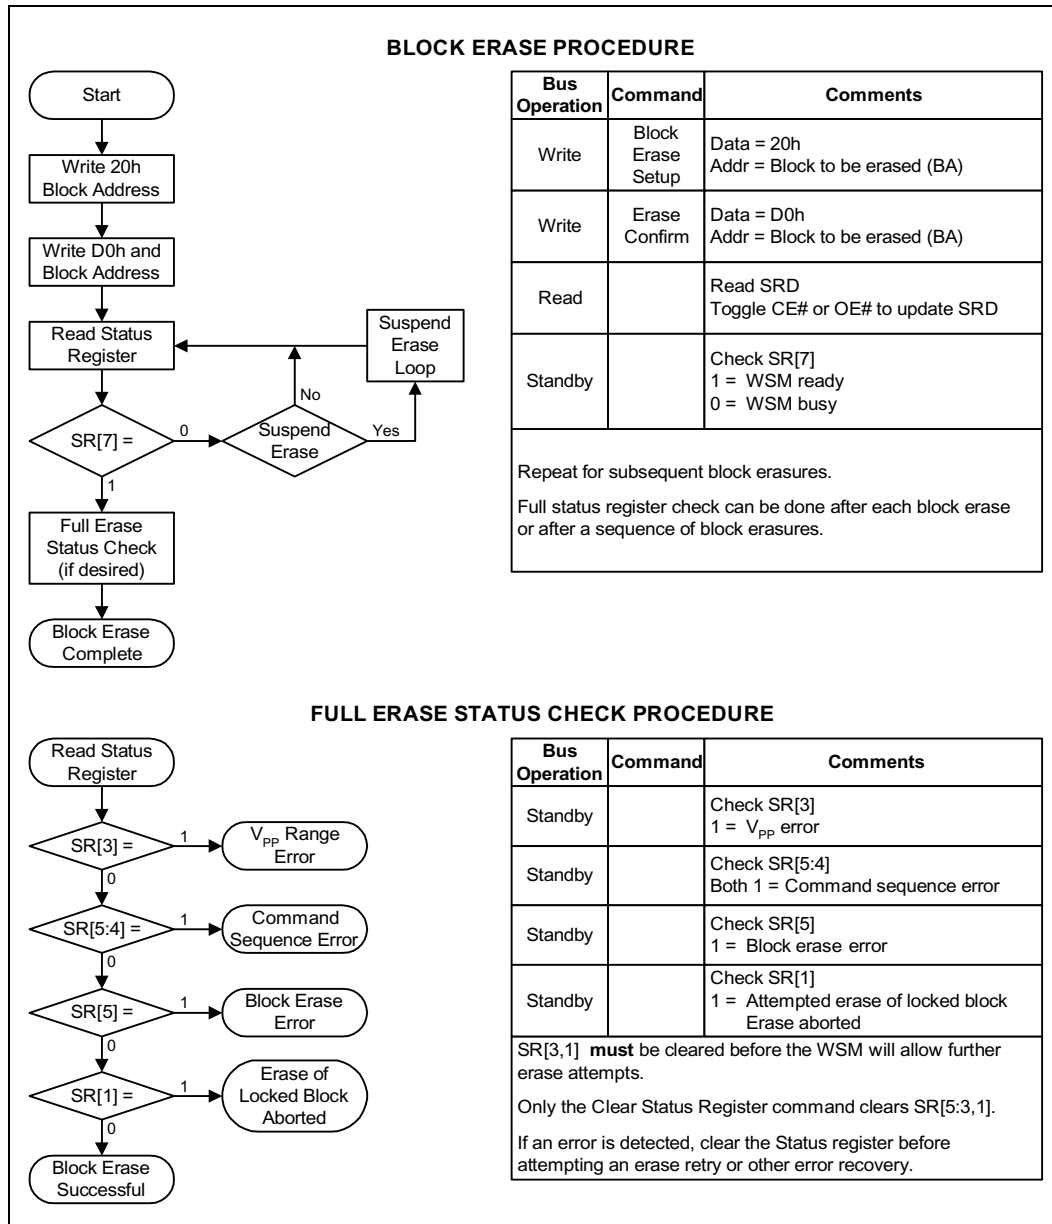 BLOCK ERASE PROCEDURE
Start
Write 20h
Block Address
Write D0h and
Block Address
Read Status
Register
Suspend
Erase
Loop
No
SR[7] =
0
Suspend
Erase
Yes
1
Full Erase
Status Check
(if desired)
Block Erase
Complete
Bus
Operation
Command
Comments
Write
Block
Erase
Setup
Data = 20h
Addr = Block to be erased (BA)
Write
Erase
Confirm
Data = D0h
Addr = Block to be erased (BA)
Read
Read SRD
Toggle CE# or OE# to update SRD
Standby
Check SR[7]
1 = WSM ready
0 = WSM busy
Repeat for subsequent block erasures.
Full status register check can be done after each block erase
or after a sequence of block erasures.
FULL ERASE STATUS CHECK PROCEDURE
Read Status
Register
SR[3] =
1
VPP Range
Error
0
SR[5:4] =
1
Command
Sequence Error
0
SR[5] =
1
Block Erase
Error
0
SR[1] =
1
Erase of
Locked Block
Aborted
0
Block Erase
Successful
Bus
Operation
Command
Comments
Standby
Check SR[3]
1 = VPP error
Standby
Check SR[5:4]
Both 1 = Command sequence error
Standby
Check SR[5]
1 = Block erase error
Standby
Check SR[1]
1 = Attempted erase of locked block
Erase aborted
SR[3,1] must be cleared before the WSM will allow further
erase attempts.
Only the Clear Status Register command clears SR[5:3,1].
If an error is detected, clear the Status register before
attempting an erase retry or other error recovery.